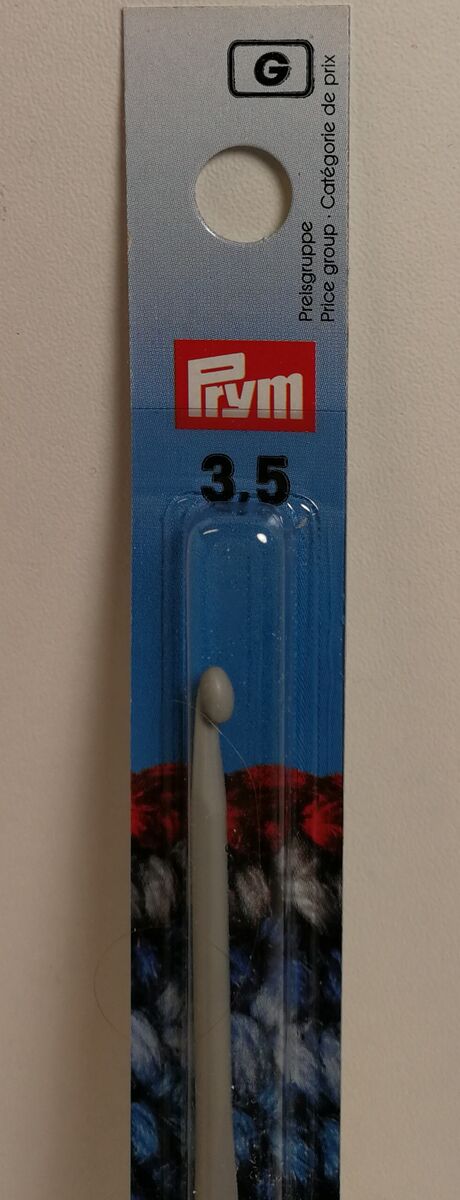 G
Preisgruppe
Price group · Catégorie de prix
Prym
3,5